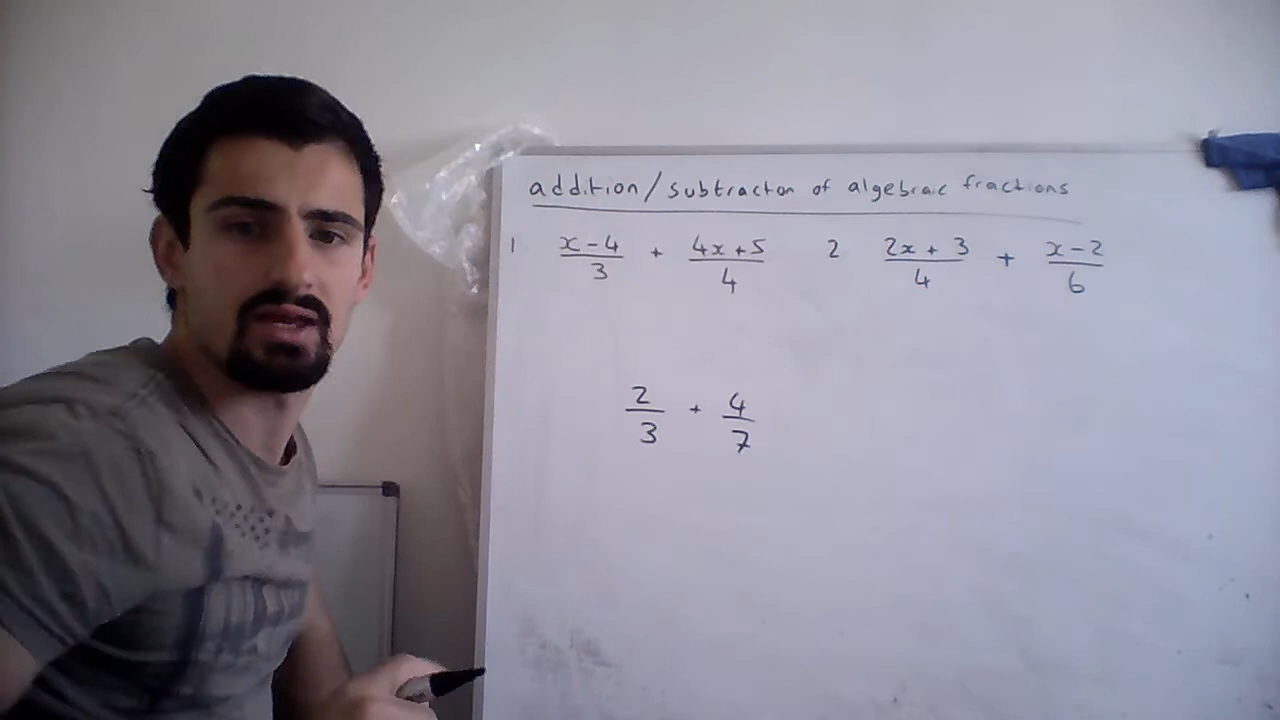 addition/subtracton of algebraic fractions
1 x-4/3 + 4x+5/4 2 2x+3/4 + x-2/6
2/3 + 4/7